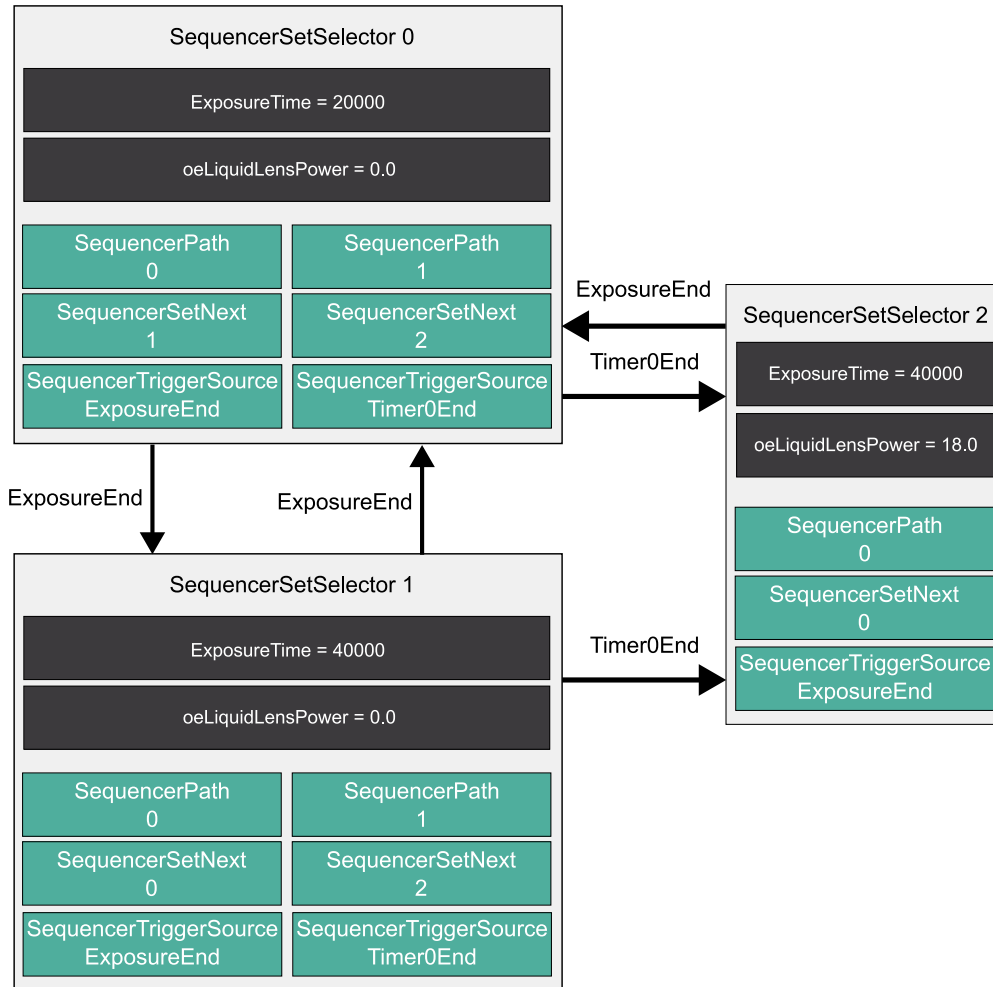 SequencerSetSelector 0
ExposureTime = 20000
oeLiquidLensPower = 0.0
SequencerPath
0
SequencerPath
1
SequencerSetNext
1
SequencerSetNext
2
SequencerTriggerSource
ExposureEnd
SequencerTriggerSource
Timer0End
ExposureEnd
Timer0End
SequencerSetSelector 2
ExposureTime = 40000
oeLiquidLensPower = 18.0
SequencerPath
0
SequencerSetNext
0
SequencerTriggerSource
ExposureEnd
ExposureEnd
ExposureEnd
Timer0End
SequencerSetSelector 1
ExposureTime = 40000
oeLiquidLensPower = 0.0
SequencerPath
0
SequencerPath
1
SequencerSetNext
0
SequencerSetNext
2
SequencerTriggerSource
ExposureEnd
SequencerTriggerSource
Timer0End